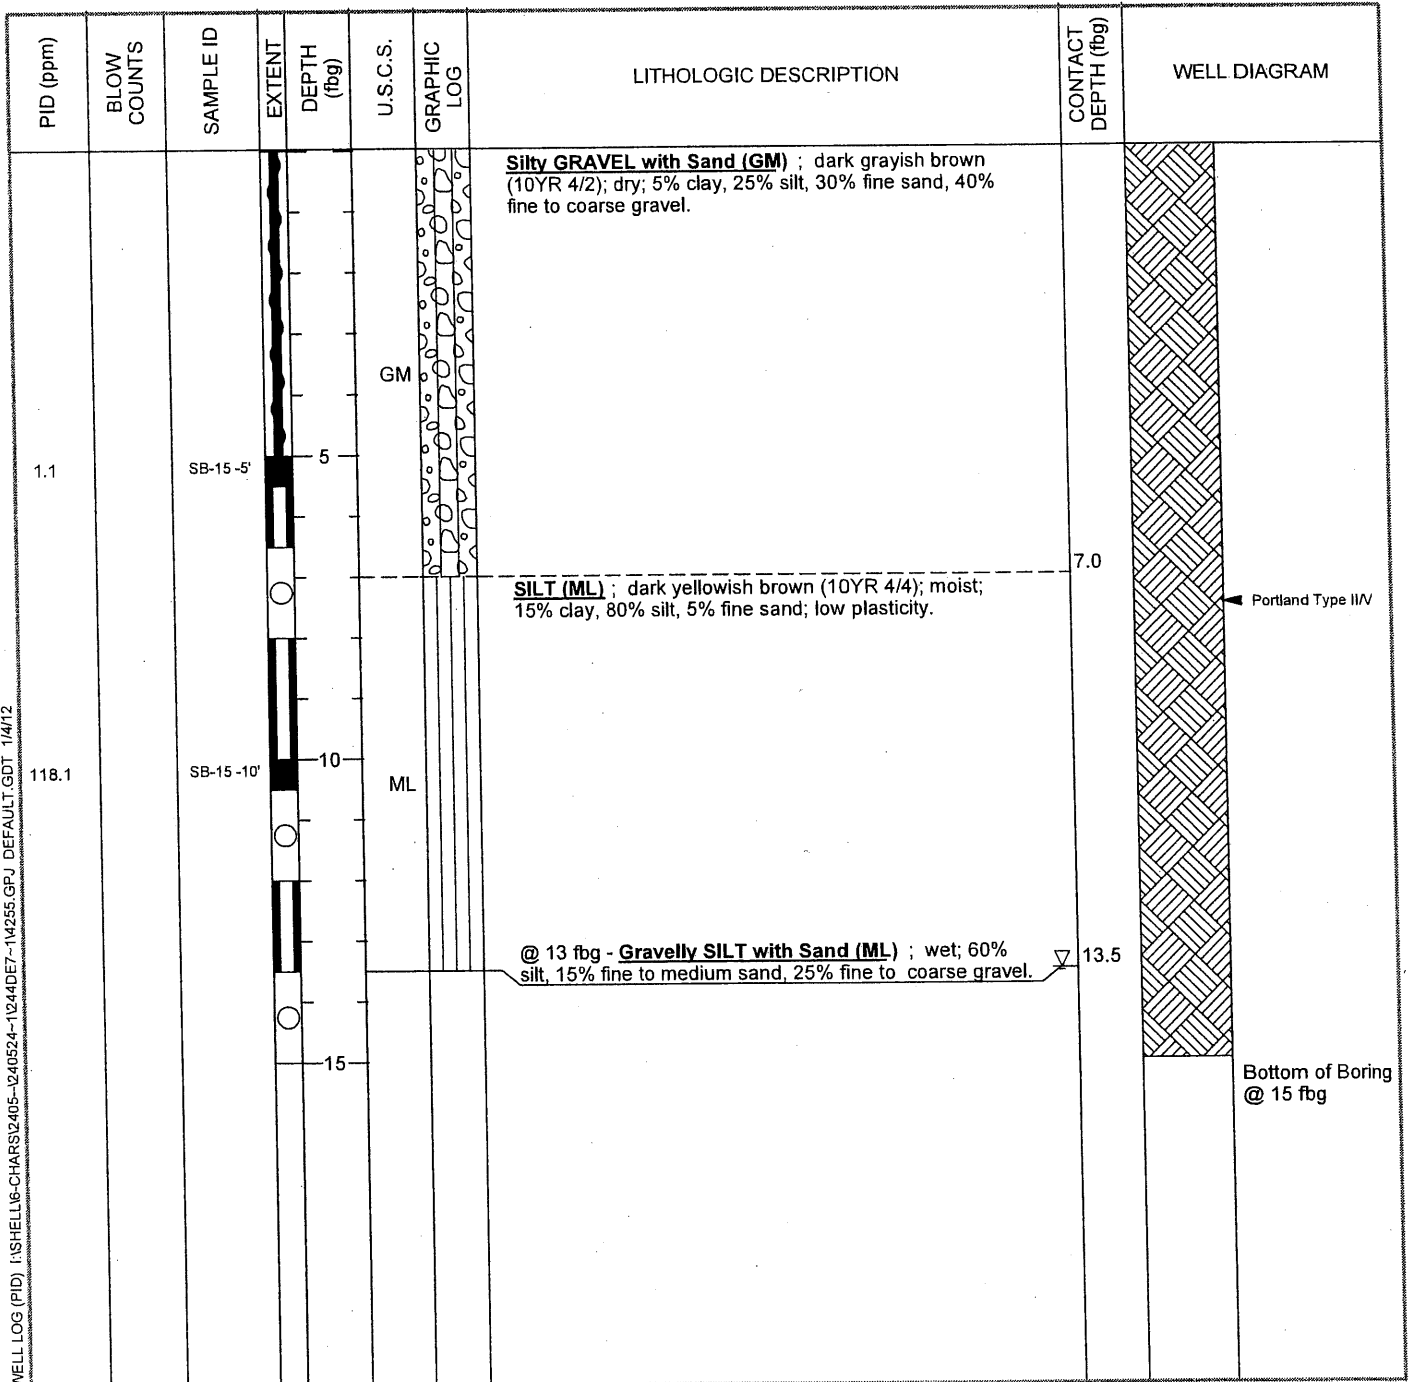 PID (ppm)
BLOW
COUNTS
SAMPLE ID
EXTENT
DEPTH
(fbg)
U.S.C.S.
GRAPHIC
LOG
LITHOLOGIC DESCRIPTION
CONTACT
DEPTH (fbg)
WELL DIAGRAM
Silty GRAVEL with Sand (GM) ; dark grayish brown
(10YR 4/2); dry; 5% clay, 25% silt, 30% fine sand, 40%
fine to coarse gravel.
GM
1.1
SB-15 -5'
5
7.0
SILT (ML) ; dark yellowish brown (10YR 4/4); moist;
15% clay, 80% silt, 5% fine sand; low plasticity.
Portland Type II/V
118.1
SB-15 -10'
10
ML
@ 13 fbg - Gravelly SILT with Sand (ML) ; wet; 60%
silt, 15% fine to medium sand, 25% fine to coarse gravel.
13.5
15
Bottom of Boring
@ 15 fbg
WELL LOG (PID) I:\SHELL\6-CHARS\2405--\240524~1\244DE7~1\4255.GPJ DEFAULT.GDT 1/4/12